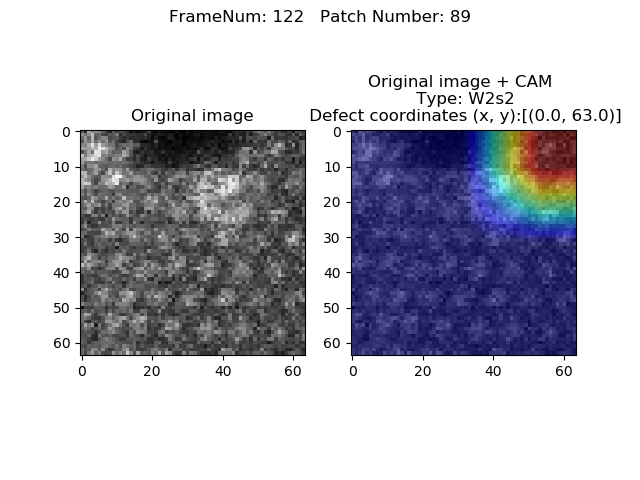 FrameNum: 122   Patch Number: 89
Original image
Original image + CAM
Type: W2s2
Defect coordinates (x, y):[(0.0, 63.0)]
0
10
20
30
40
50
60
0 20 40 60
0
10
20
30
40
50
60
0 20 40 60